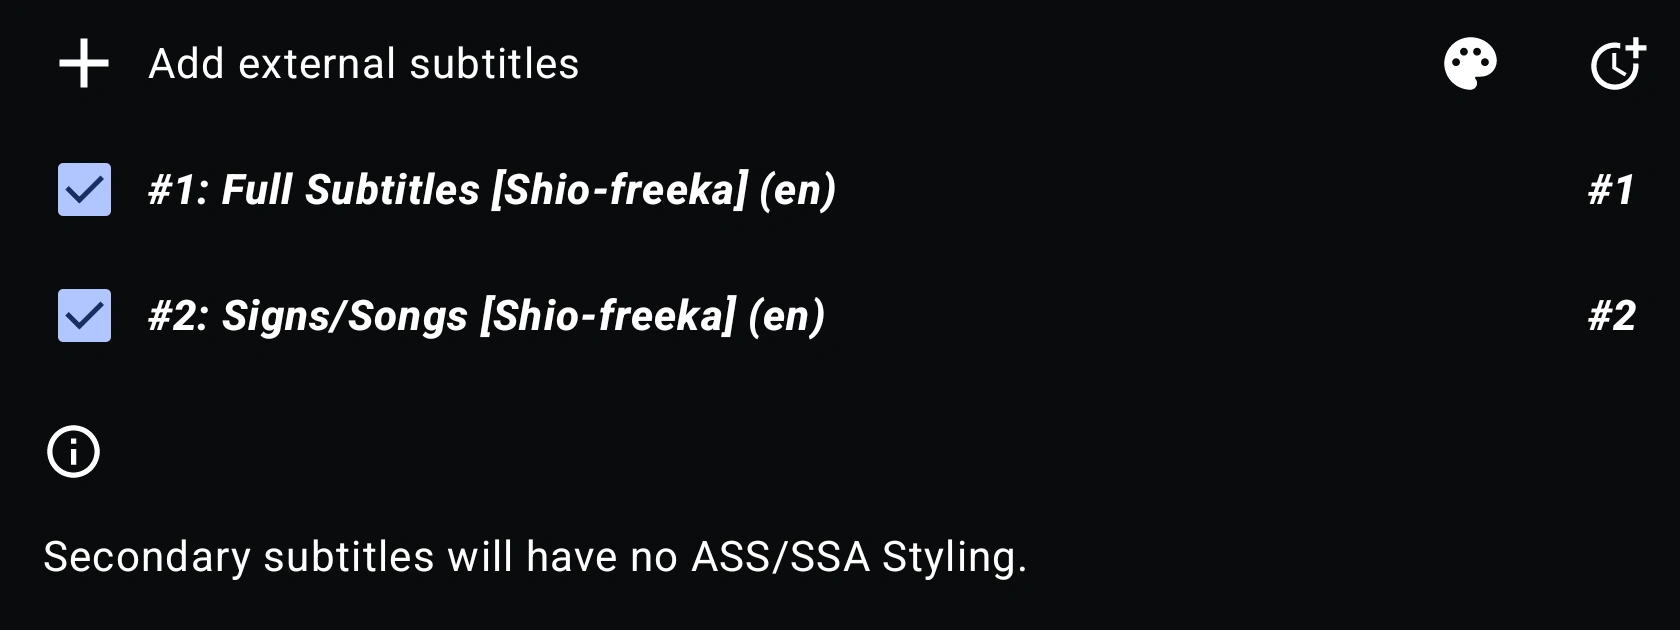 Add external subtitles
#1: Full Subtitles [Shio-freeka] (en) #1
#2: Signs/Songs [Shio-freeka] (en) #2
Secondary subtitles will have no ASS/SSA Styling.